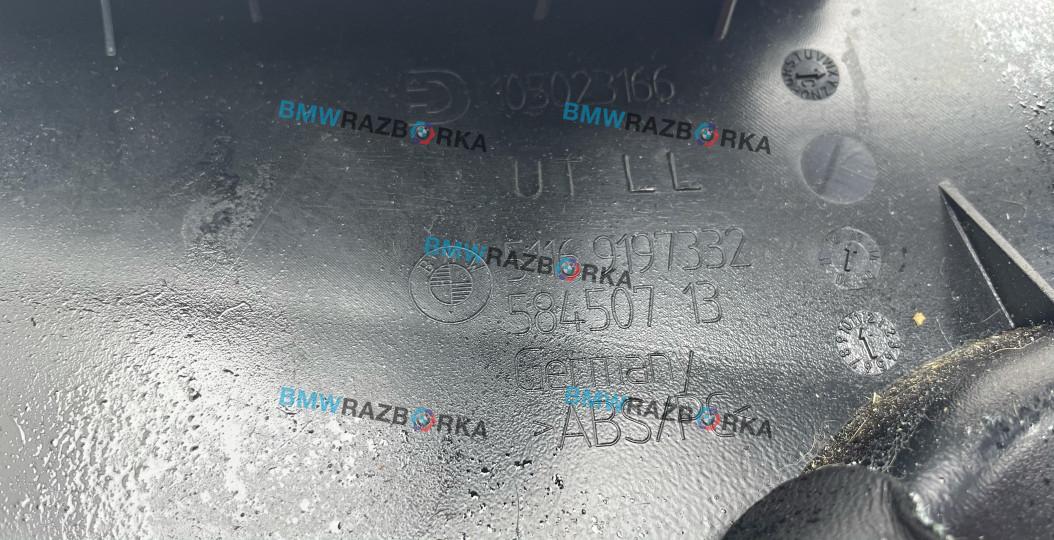 105023166
BMWRAZBORKA BMWRAZBORKA
UT LL
BMWRAZBORKA
BMW 5116 9197332
584507 13
Germany
BMWRAZBORKA BMWRAZBORKA
>ABS/PC<